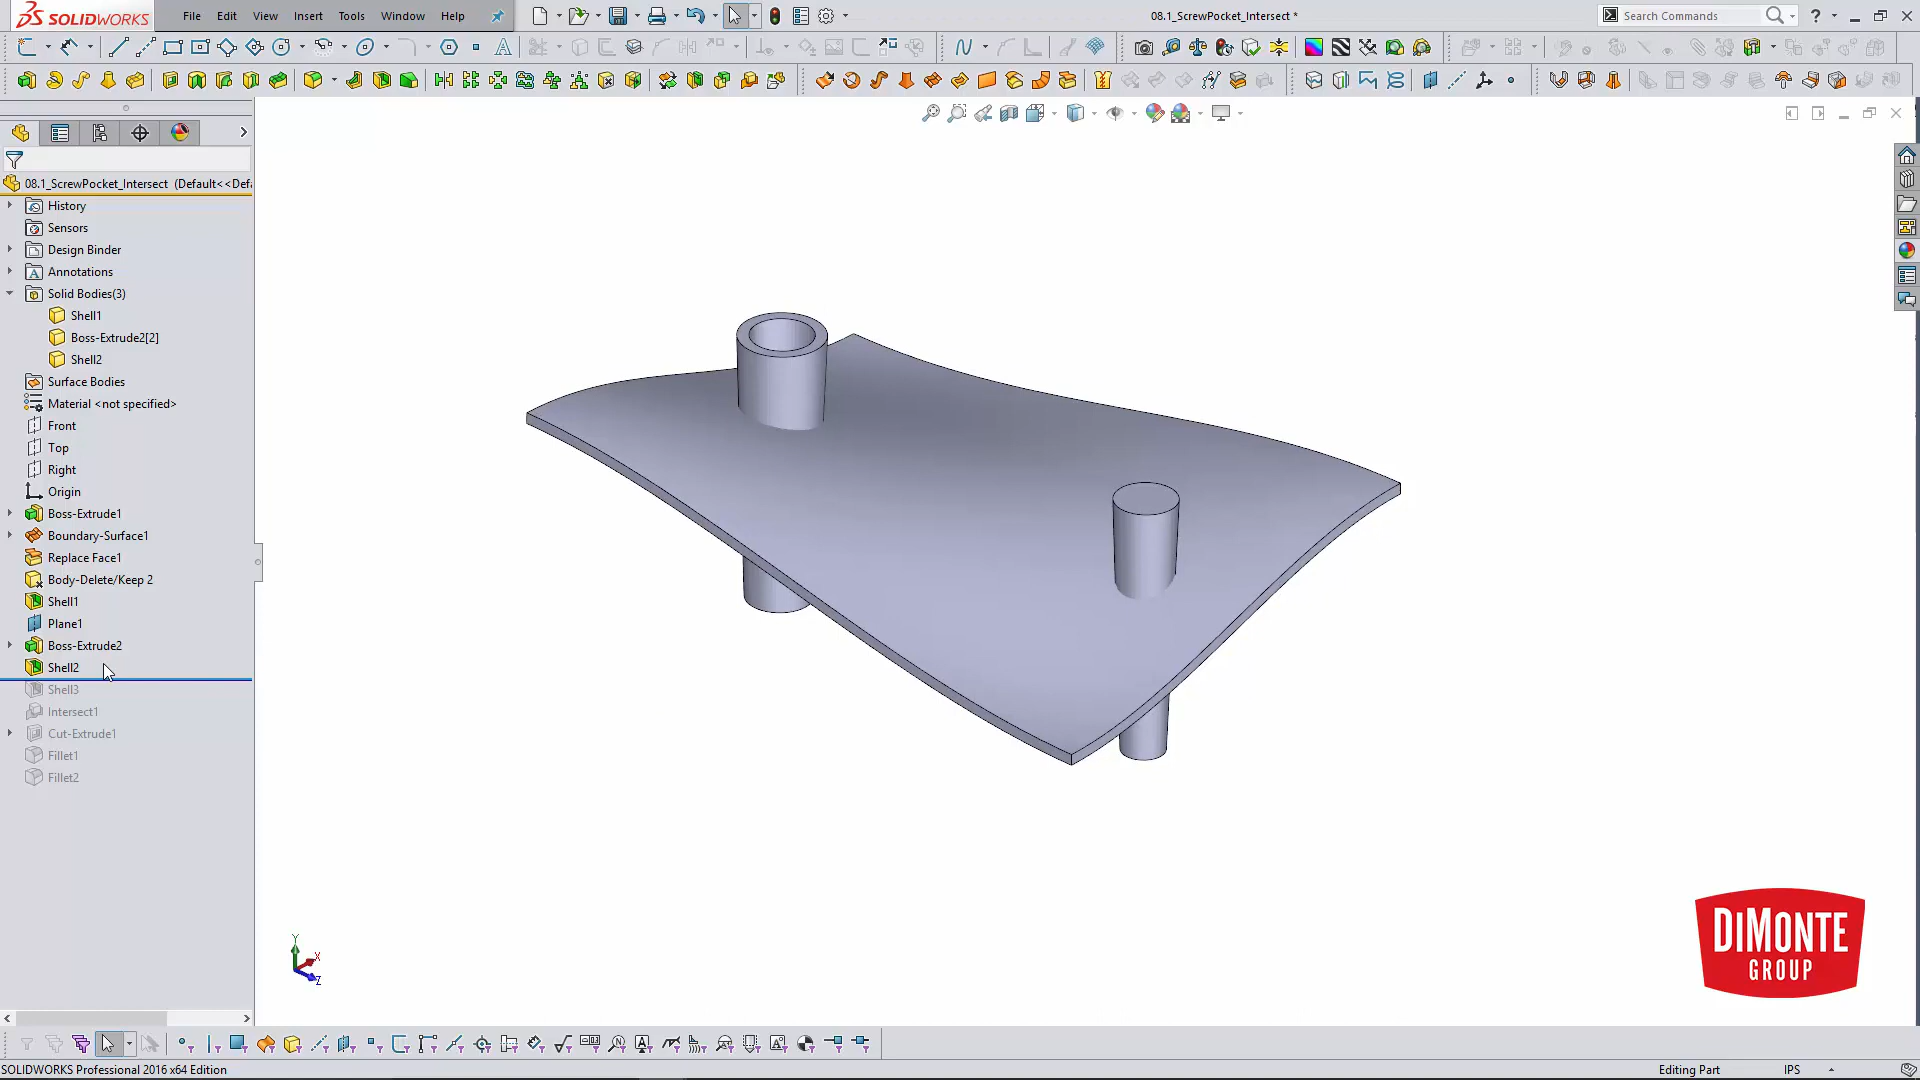 SOLIDWORKS
File Edit View Insert Tools Window Help
08.1_ScrewPocket_Intersect *
Search Commands
08.1_ScrewPocket_Intersect (Default<<Defa
History
Sensors
Design Binder
Annotations
Solid Bodies(3)
Shell1
Boss-Extrude2[2]
Shell2
Surface Bodies
Material <not specified>
Front
Top
Right
Origin
Boss-Extrude1
Boundary-Surface1
Replace Face1
Body-Delete/Keep 2
Shell1
Plane1
Boss-Extrude2
Shell2
Shell3
Intersect1
Cut-Extrude1
Fillet1
Fillet2
Y
X
Z
DIMONTE
GROUP
SOLIDWORKS Professional 2016 x64 Edition
Editing Part
IPS